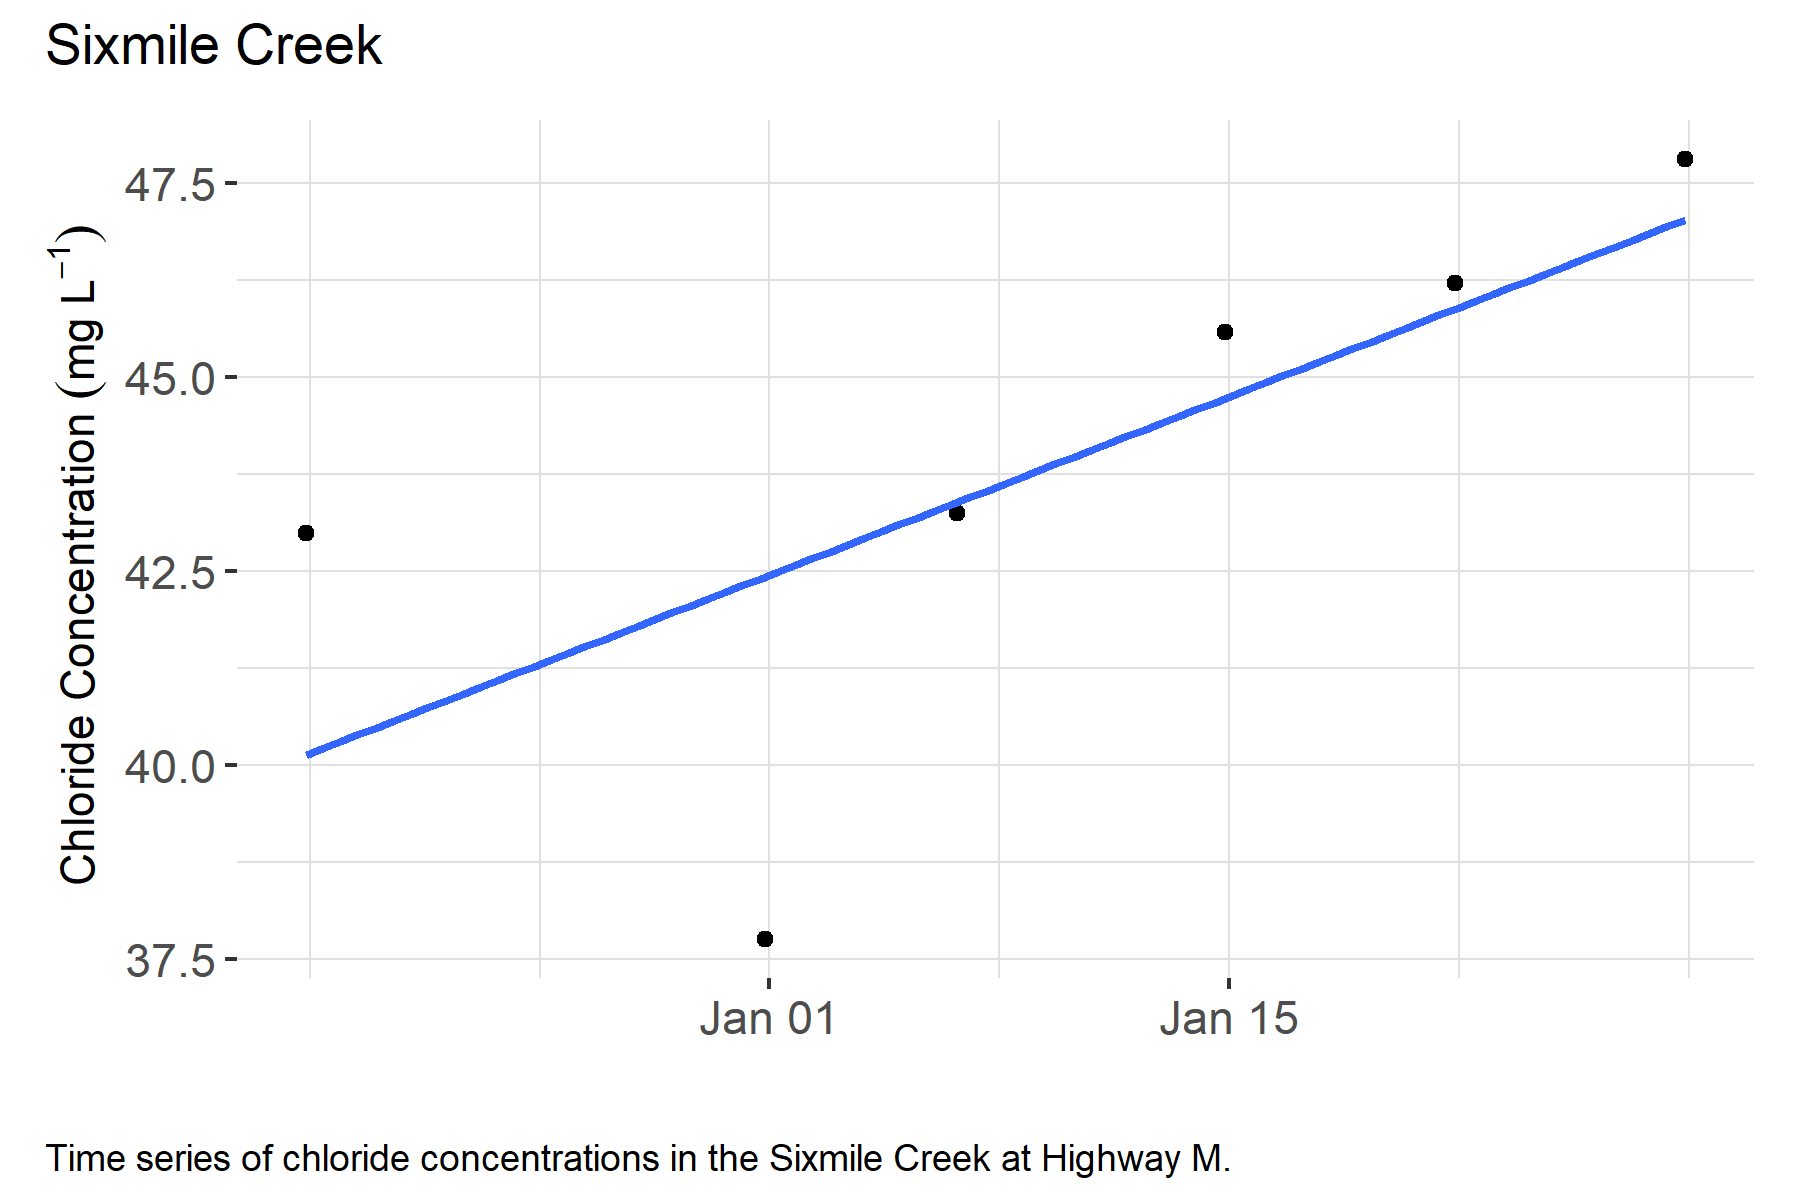 Sixmile Creek
Chloride Concentration (mg L⁻¹)
47.5
45.0
42.5
40.0
37.5
Jan 01 Jan 15
Time series of chloride concentrations in the Sixmile Creek at Highway M.